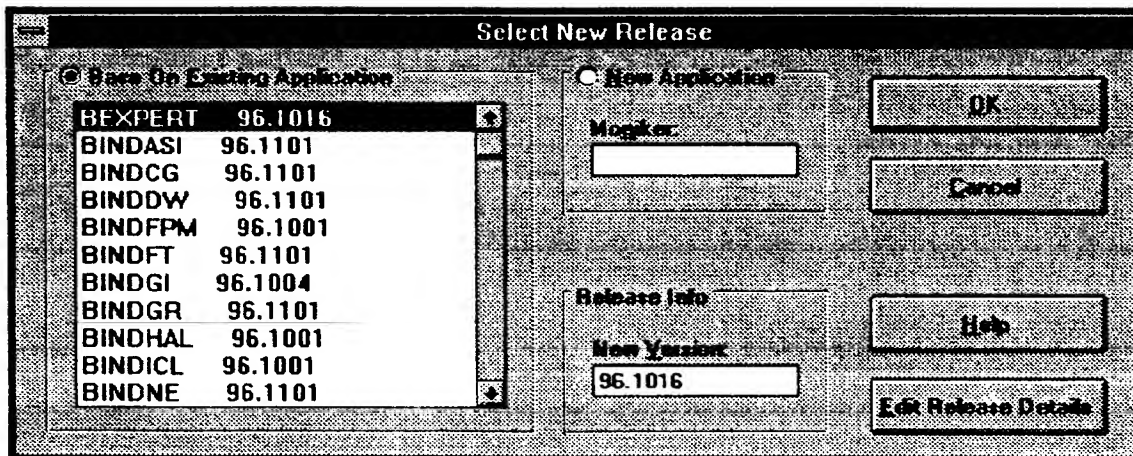 Select New Release
Base On Existing Application
BEXPERT 96.1016
BINDASI 96.1101
BINDCG 96.1101
BINDDW 96.1101
BINDFPM 96.1001
BINDFT 96.1101
BINDGI 96.1004
BINDGR 96.1101
BINDHAL 96.1001
BINDICL 96.1001
BINDNE 96.1101
New Application
Moniker:
Release Info
New Version:
96.1016
OK
Cancel
Help
Edit Release Details